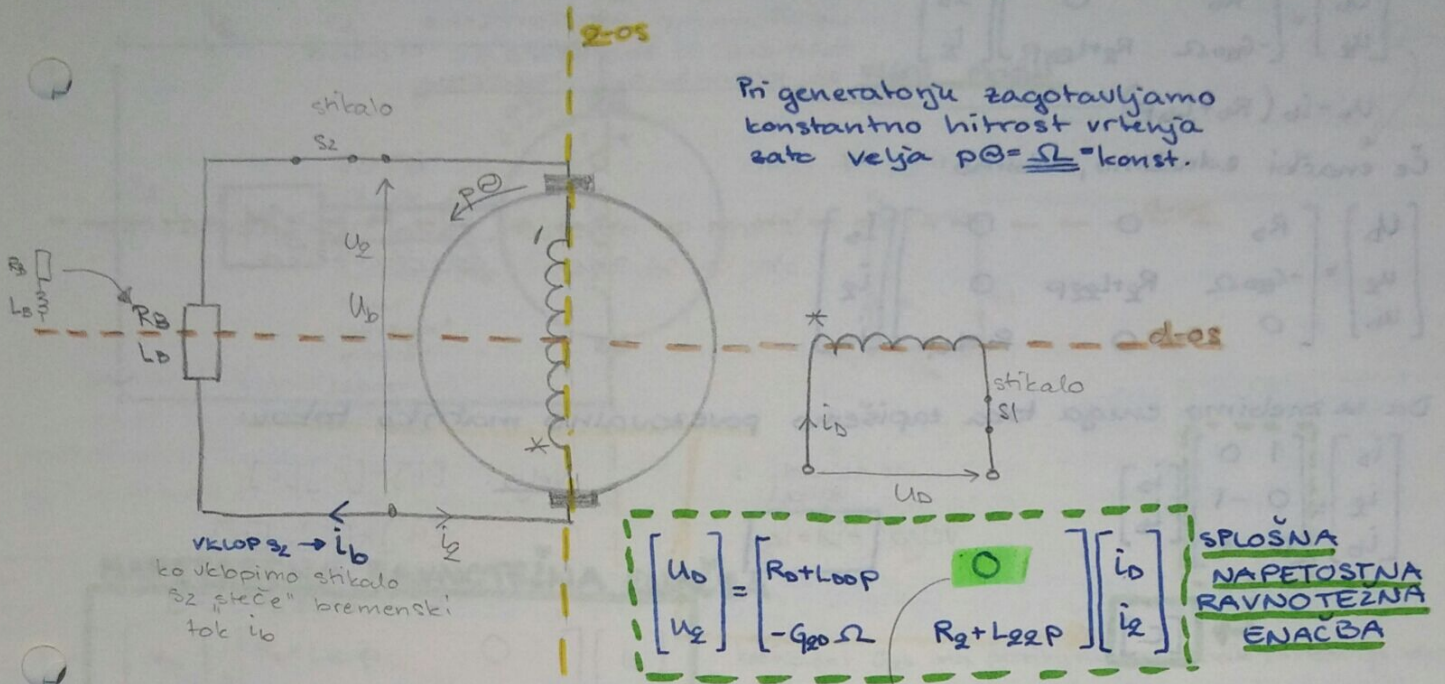 2-os
stikalo
S2
Pri generatorju zagotavljamo
konstantno hitrost vrtenja
zato velja pΘ=Ω=konst.
pΘ
U2
Ub
LB
RB
LB
*
*
d-os
stikalo
S1
iD
UD
VKLOP S2 → ib
i2
ko vklopimo stikalo
S2 "steče" bremenski
tok ib
[UD] = [RD+LDDp 0] [iD]
[U2] [-G2DΩ R2+L22p] [i2]
SPLOŠNA
NAPETOSTNA
RAVNOTEŽNA
ENAČBA